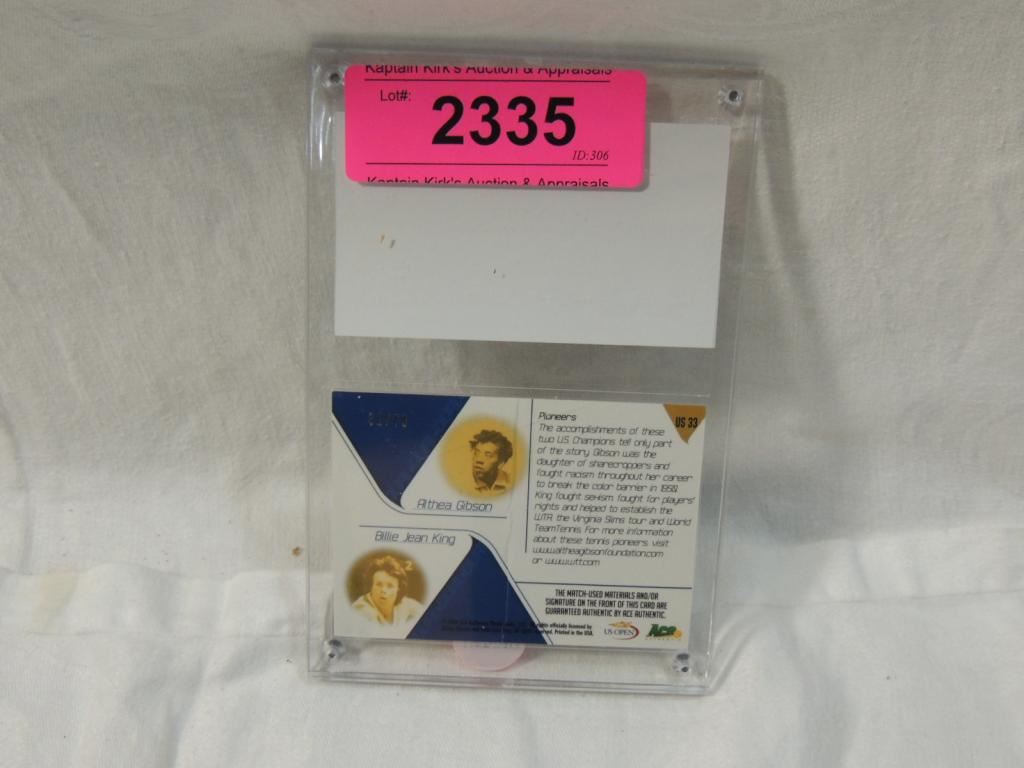 Kaptain Kirk's Auction & Appraisals
Lot#:
2335
ID:306
Kaptain Kirk's Auction & Appraisals
Althea Gibson
Billie Jean King
Pioneers
US 33
The accomplishments of these
two U.S. Champions tell only part
of the story. Gibson was the
daughter of sharecroppers and
fought racism throughout her career
to break the color barrier in 1950.
King fought sexism, fought for players'
rights and helped to establish the
WTA, the Virginia Slims tour and World
TeamTennis. For more information
about these tennis pioneers, visit
www.altheagibsonfoundation.com
or www.wtt.com
THE MATCH-USED MATERIALS AND/OR
SIGNATURE ON THE FRONT OF THIS CARD ARE
GUARANTEED AUTHENTIC BY ACE AUTHENTIC.
All rights reserved. Printed in the USA.
US OPEN
ACE
AUTHENTIC